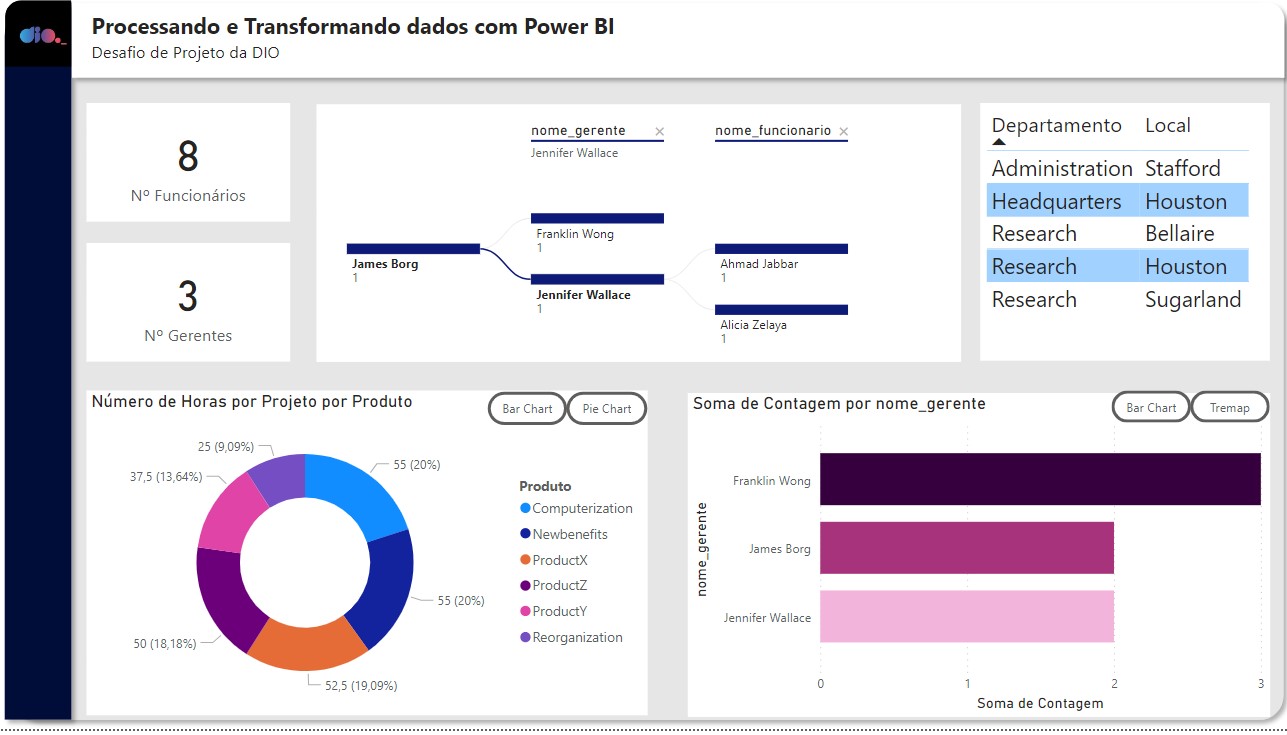 dio._
Processando e Transformando dados com Power BI
Desafio de Projeto da DIO
8
Nº Funcionários
3
Nº Gerentes
nome_gerente ×
Jennifer Wallace
nome_funcionario ×
James Borg
1
Franklin Wong
1
Jennifer Wallace
1
Ahmad Jabbar
1
Alicia Zelaya
1
Departamento Local
Administration Stafford
Headquarters Houston
Research Bellaire
Research Houston
Research Sugarland
Número de Horas por Projeto por Produto
Bar Chart
Pie Chart
25 (9,09%)
55 (20%)
37,5 (13,64%)
55 (20%)
50 (18,18%)
52,5 (19,09%)
Produto
Computerization
Newbenefits
ProductX
ProductZ
ProductY
Reorganization
Soma de Contagem por nome_gerente
Bar Chart
Tremap
nome_gerente
Franklin Wong
James Borg
Jennifer Wallace
0 1 2 3
Soma de Contagem